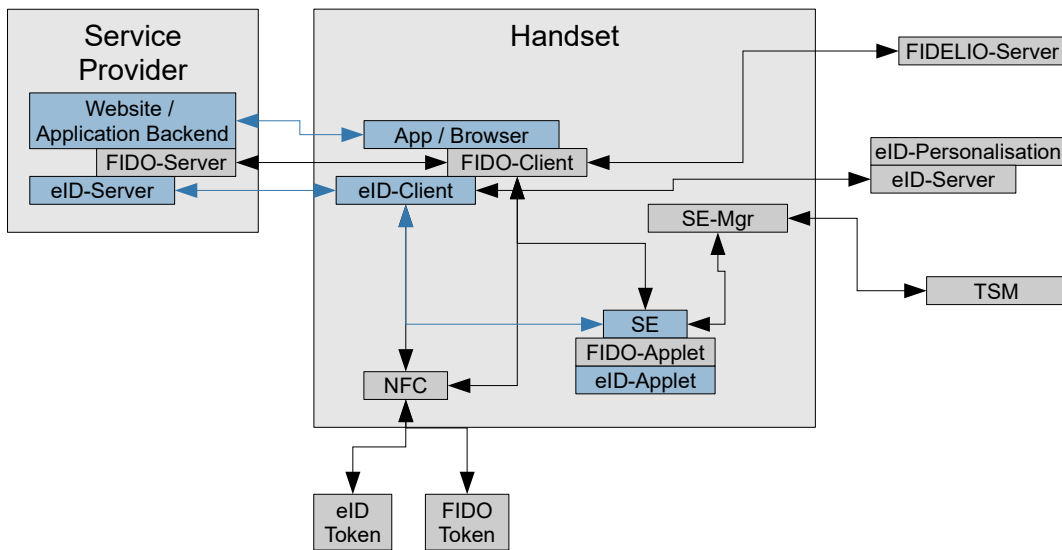 Service
Provider
Website /
Application Backend
FIDO-Server
eID-Server
Handset
App / Browser
FIDO-Client
eID-Client
SE-Mgr
SE
FIDO-Applet
eID-Applet
NFC
FIDELIO-Server
eID-Personalisation
eID-Server
TSM
eID
Token
FIDO
Token